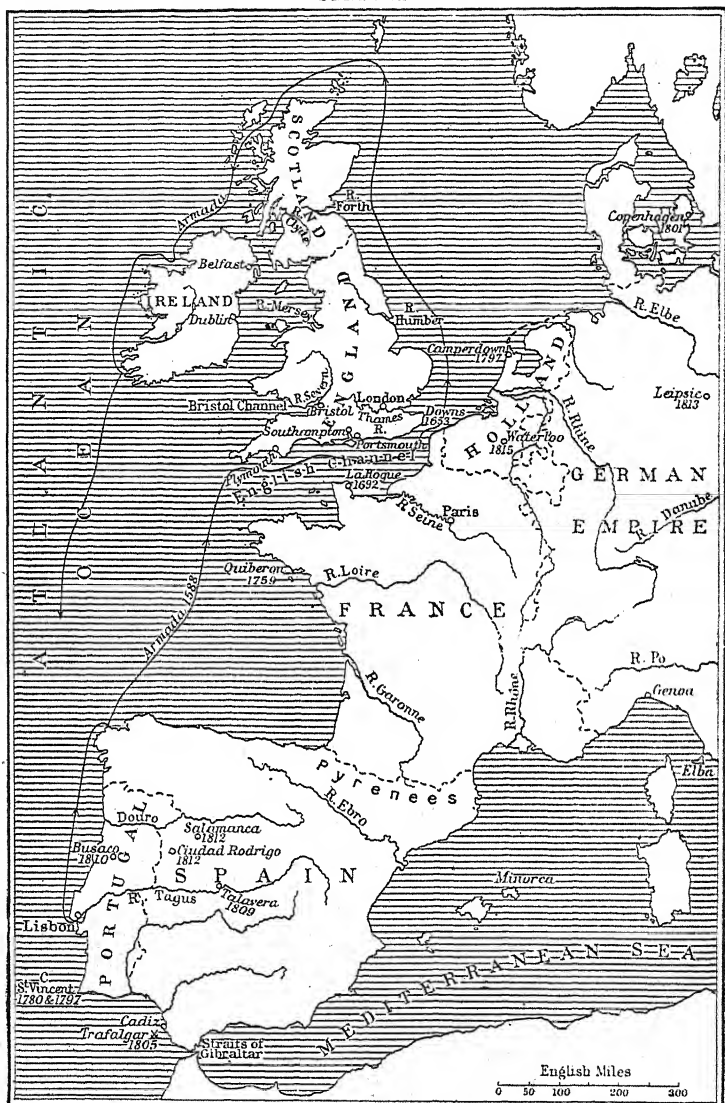 SCOTLAND
Armada
R. Forth
R. Clyde
Copenhagen
1801
Belfast
IRELAND
Dublin
R. Mersey
ENGLAND
R. Humber
R. Elbe
Camperdown
1797
Leipsic
1813
ATLANTIC
OCEAN
R. Severn
London
Bristol Channel
Bristol
Thames R.
Downs
1653
HOLLAND
R. Rhine
Southampton
Portsmouth
Plymouth
English Channel
Waterloo
1815
La Hogue
1692
GERMAN
EMPIRE
R. Danube
R. Seine
Paris
Quiberon
1759
R. Loire
FRANCE
Armada 1588
R. Garonne
R. Rhône
R. Po
Genoa
Elba
Pyrenees
R. Ebro
Douro
Salamanca
1812
Busaco
1810
Ciudad Rodrigo
1812
SPAIN
PORTUGAL
R. Tagus
Talavera
1809
Lisbon
Minorca
MEDITERRANEAN SEA
C.
St. Vincent
1780 & 1797
Cadiz
Trafalgar
1805
Straits of
Gibraltar
English Miles
0 50 100 200 300